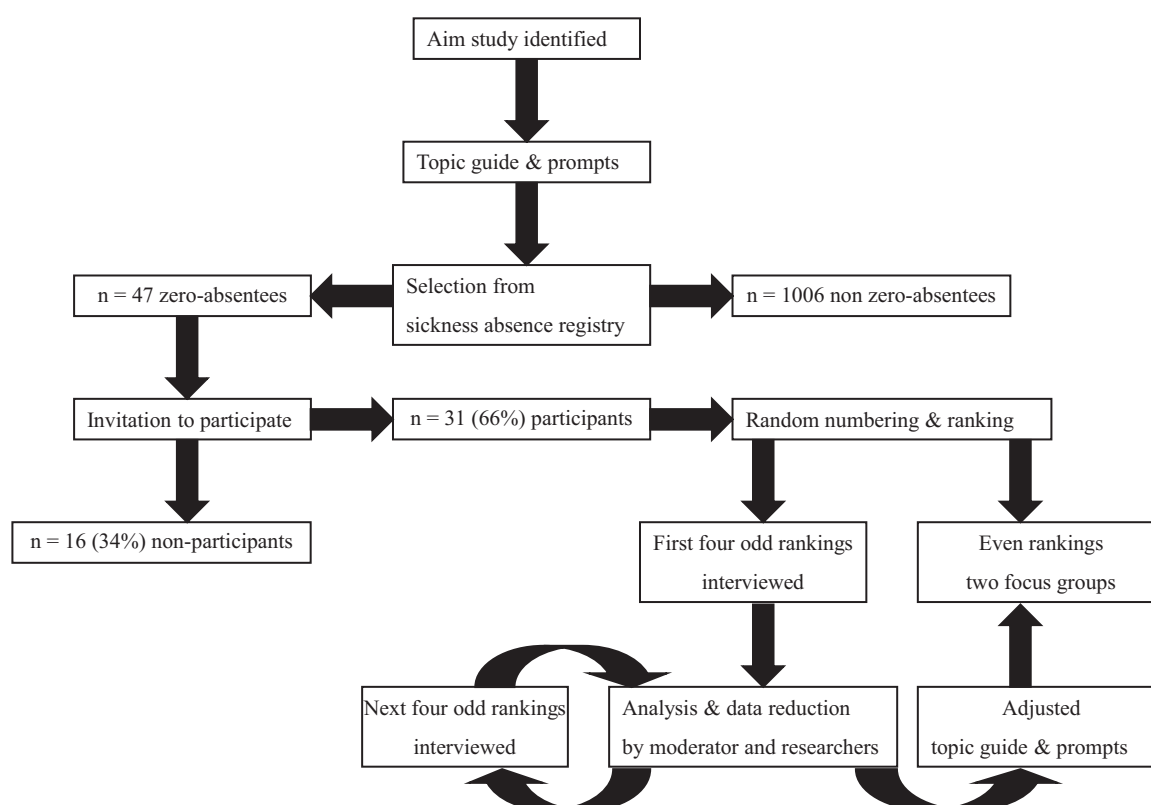 Aim study identified
Topic guide & prompts
n = 47 zero-absentees
Selection from
sickness absence registry
n = 1006 non zero-absentees
Invitation to participate
n = 31 (66%) participants
Random numbering & ranking
n = 16 (34%) non-participants
First four odd rankings
interviewed
Even rankings
two focus groups
Next four odd rankings
interviewed
Analysis & data reduction
by moderator and researchers
Adjusted
topic guide & prompts